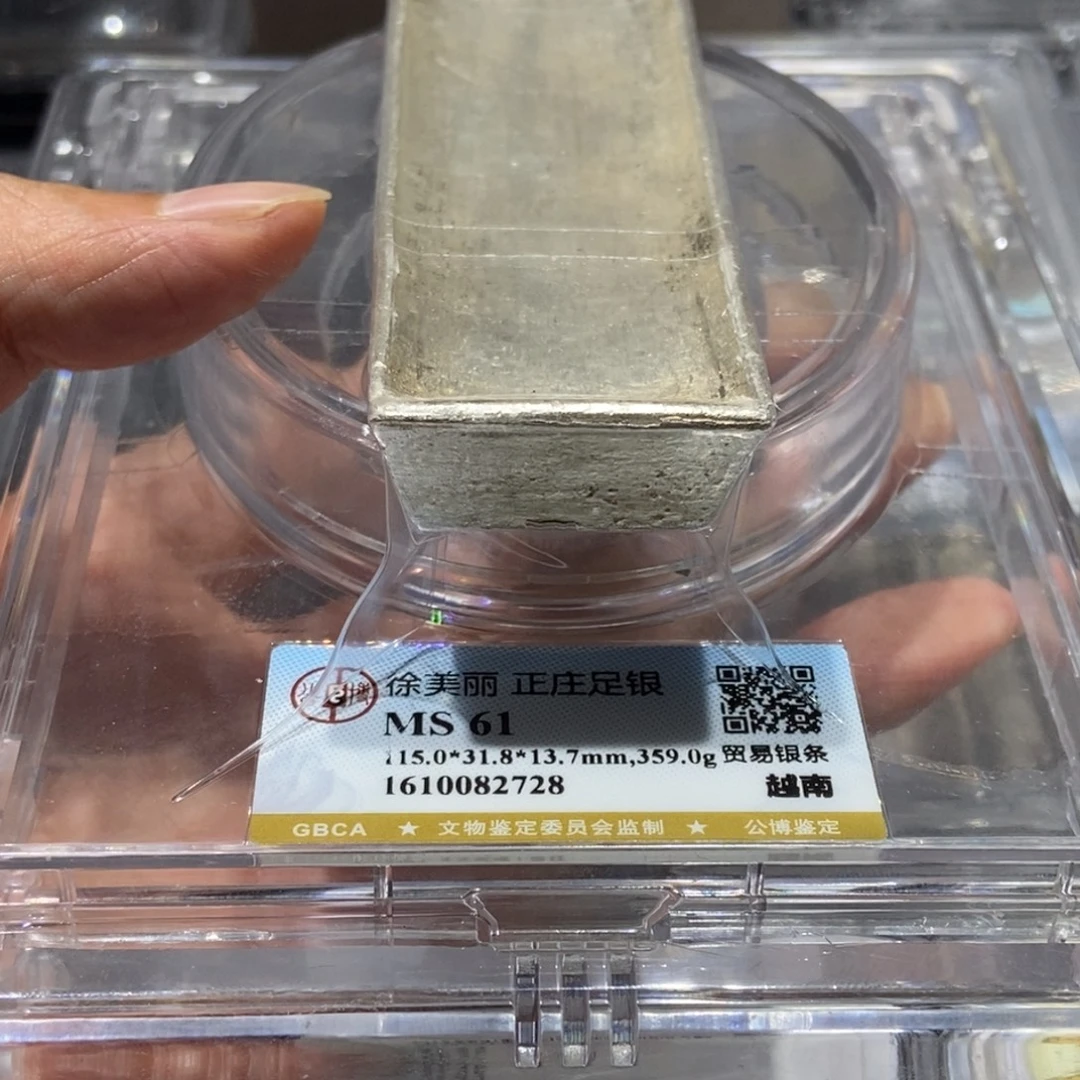 徐美丽 正庄足银
MS 61
115.0*31.8*13.7mm,359.0g 贸易银条
1610082728 越南
GBCA ★ 文物鉴定委员会监制 ★ 公博鉴定